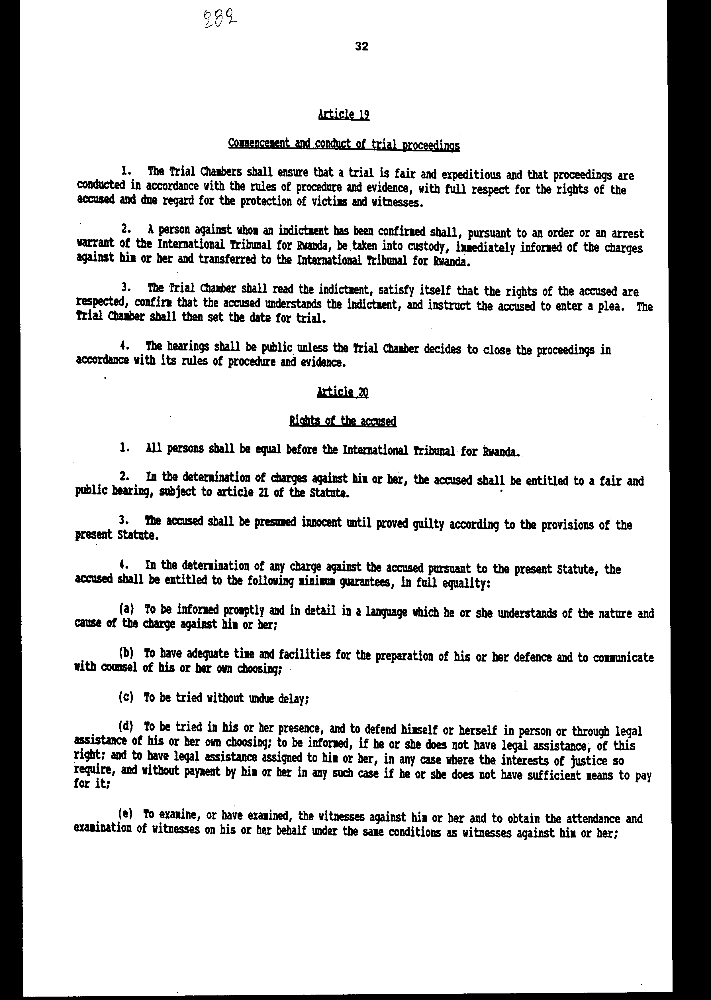 282
32
Article 19
Commencement and conduct of trial proceedings
1. The Trial Chambers shall ensure that a trial is fair and expeditious and that proceedings are
conducted in accordance with the rules of procedure and evidence, with full respect for the rights of the
accused and due regard for the protection of victims and witnesses.
2. A person against whom an indictment has been confirmed shall, pursuant to an order or an arrest
warrant of the International Tribunal for Rwanda, be taken into custody, immediately informed of the charges
against him or her and transferred to the International Tribunal for Rwanda.
3. The Trial Chamber shall read the indictment, satisfy itself that the rights of the accused are
respected, confirm that the accused understands the indictment, and instruct the accused to enter a plea. The
Trial Chamber shall then set the date for trial.
4. The hearings shall be public unless the Trial Chamber decides to close the proceedings in
accordance with its rules of procedure and evidence.
Article 20
Rights of the accused
1. All persons shall be equal before the International Tribunal for Rwanda.
2. In the determination of charges against him or her, the accused shall be entitled to a fair and
public hearing, subject to article 21 of the Statute.
3. The accused shall be presumed innocent until proved guilty according to the provisions of the
present Statute.
4. In the determination of any charge against the accused pursuant to the present Statute, the
accused shall be entitled to the following minimum guarantees, in full equality:
(a) To be informed promptly and in detail in a language which he or she understands of the nature and
cause of the charge against him or her;
(b) To have adequate time and facilities for the preparation of his or her defence and to communicate
with counsel of his or her own choosing;
(c) To be tried without undue delay;
(d) To be tried in his or her presence, and to defend himself or herself in person or through legal
assistance of his or her own choosing; to be informed, if he or she does not have legal assistance, of this
right; and to have legal assistance assigned to him or her, in any case where the interests of justice so
require, and without payment by him or her in any such case if he or she does not have sufficient means to pay
for it;
(e) To examine, or have examined, the witnesses against him or her and to obtain the attendance and
examination of witnesses on his or her behalf under the same conditions as witnesses against him or her;